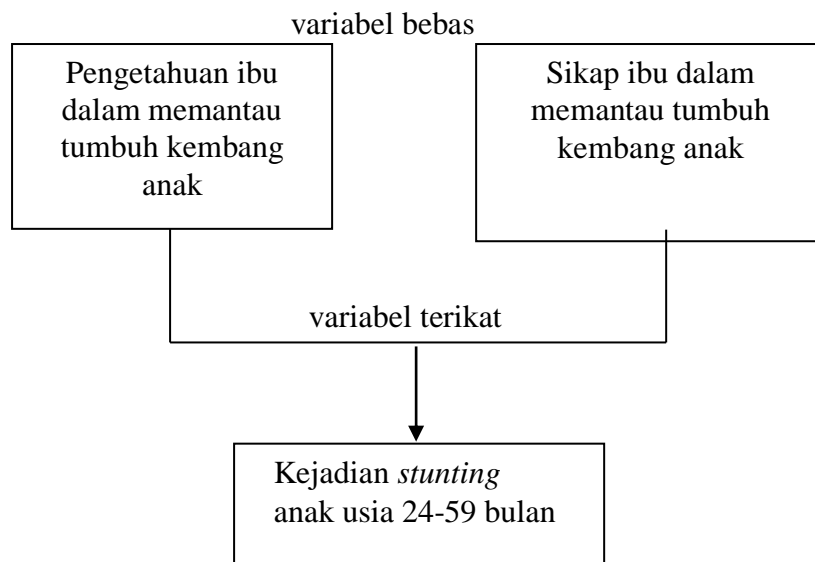 variabel bebas
Pengetahuan ibu
dalam memantau
tumbuh kembang
anak
Sikap ibu dalam
memantau tumbuh
kembang anak
variabel terikat
Kejadian stunting
anak usia 24-59 bulan